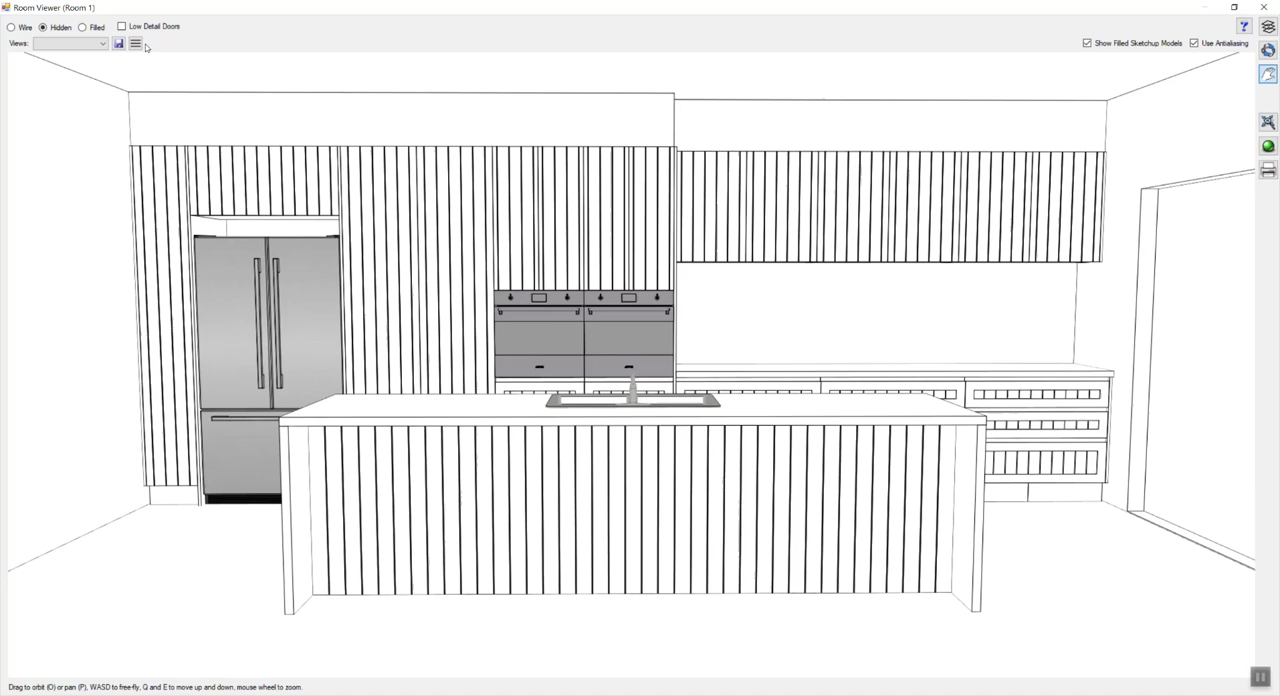 Room Viewer (Room 1)
Wire Hidden Filled Low Detail Doors
Views: Show Filled Sketchup Models Use Antialiasing
Drag to orbit (O) or pan (P), WASD to free-fly, Q and E to move up and down, mouse wheel to zoom.